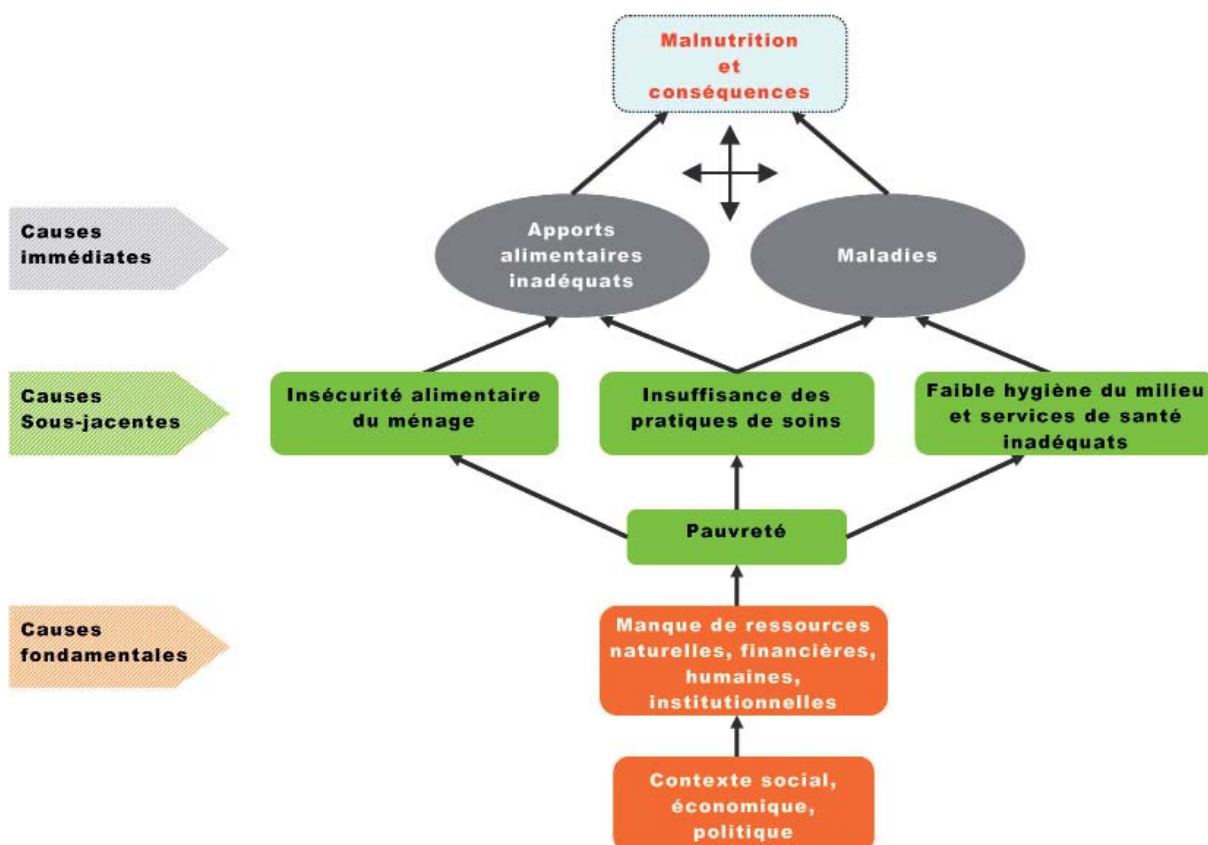 Malnutrition
et
conséquences
Causes
immédiates
Apports
alimentaires
inadéquats
Maladies
Causes
Sous-jacentes
Insécurité alimentaire
du ménage
Insuffisance des
pratiques de soins
Faible hygiène du milieu
et services de santé
inadéquats
Pauvreté
Causes
fondamentales
Manque de ressources
naturelles, financières,
humaines,
institutionnelles
Contexte social,
économique,
politique